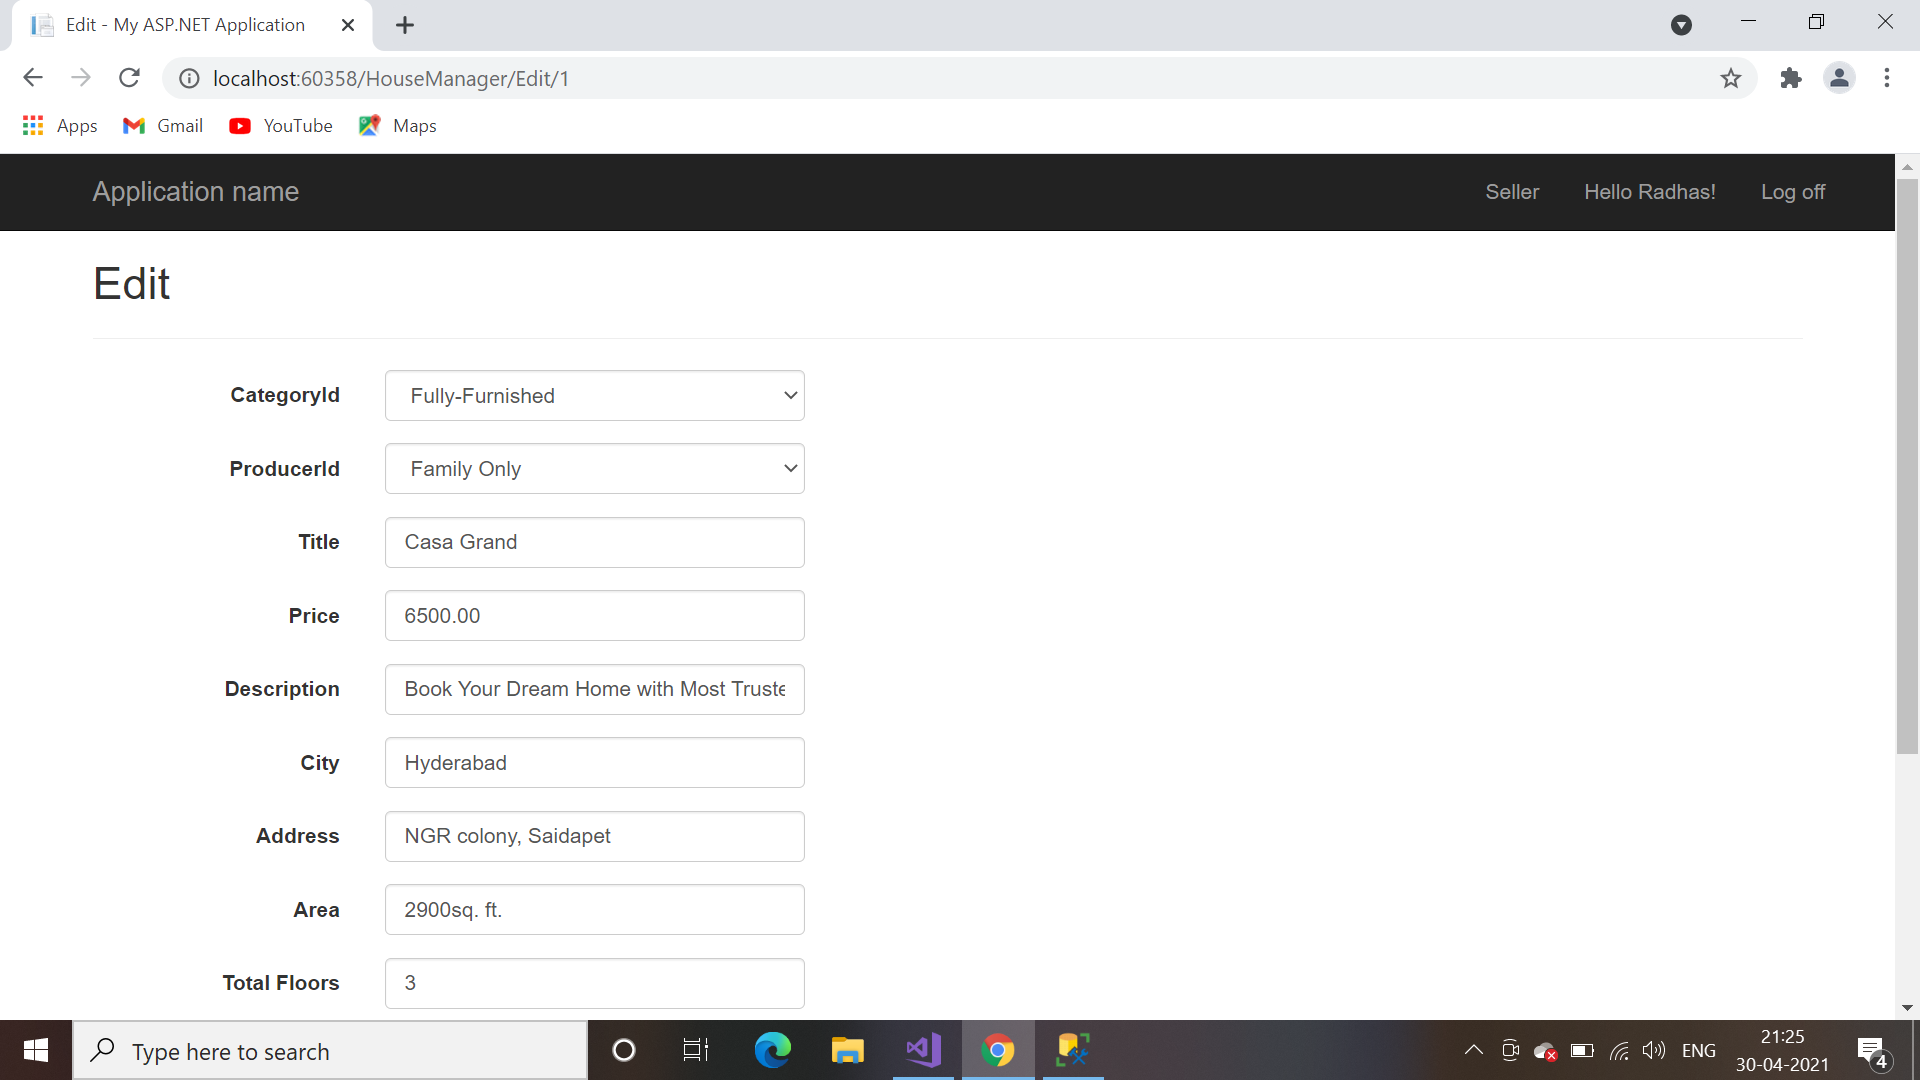 Edit - My ASP.NET Application
localhost:60358/HouseManager/Edit/1
Apps Gmail YouTube Maps
Application name Seller Hello Radhas! Log off
Edit
CategoryId Fully-Furnished
ProducerId Family Only
Title Casa Grand
Price 6500.00
Description Book Your Dream Home with Most Truste
City Hyderabad
Address NGR colony, Saidapet
Area 2900sq. ft.
Total Floors 3
Type here to search
ENG
21:25
30-04-2021
4